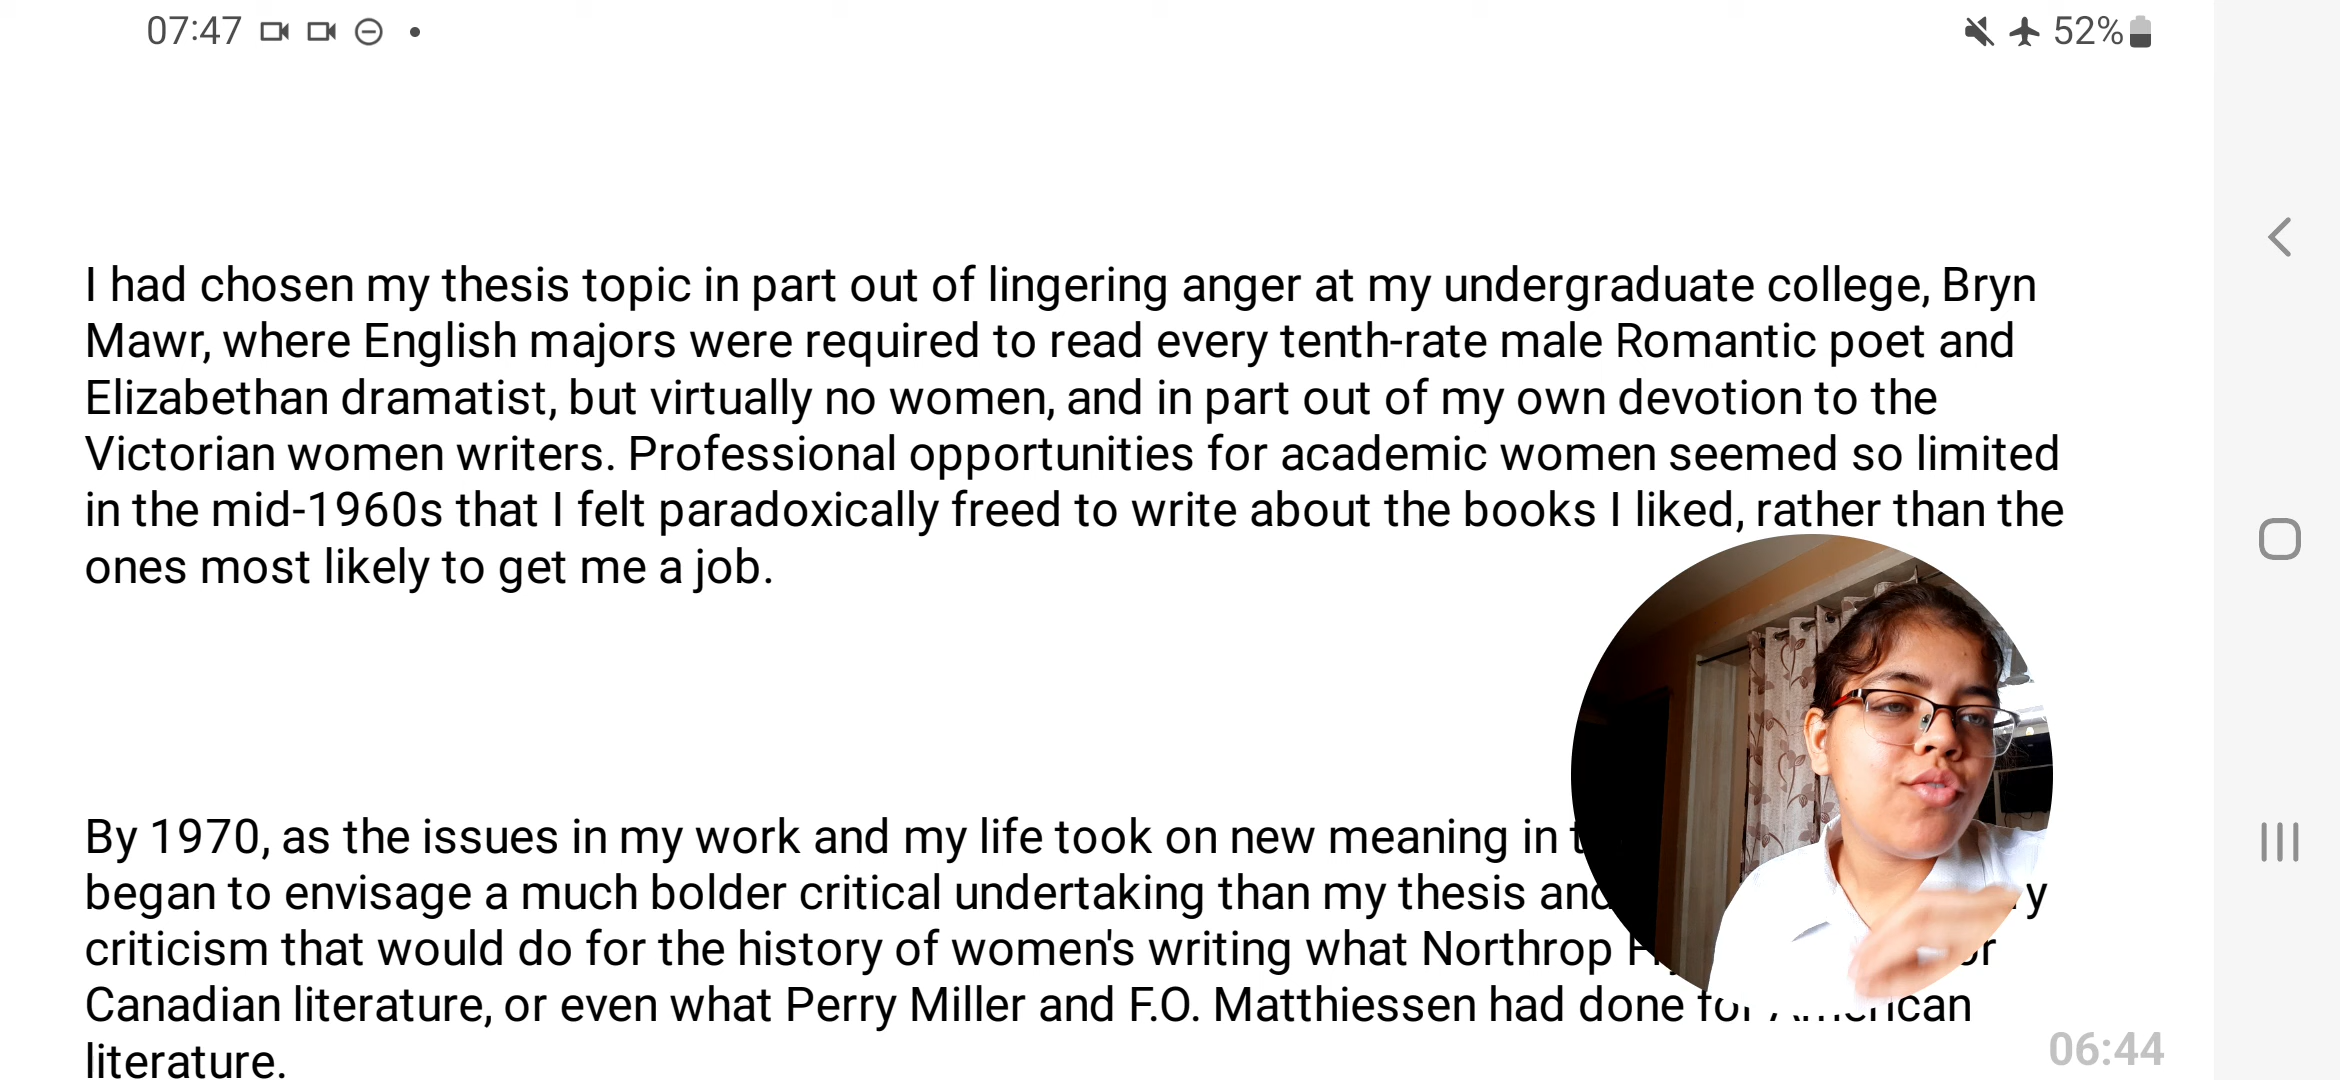 07:47 52%
I had chosen my thesis topic in part out of lingering anger at my undergraduate college, Bryn
Mawr, where English majors were required to read every tenth-rate male Romantic poet and
Elizabethan dramatist, but virtually no women, and in part out of my own devotion to the
Victorian women writers. Professional opportunities for academic women seemed so limited
in the mid-1960s that I felt paradoxically freed to write about the books I liked, rather than the
ones most likely to get me a job.
By 1970, as the issues in my work and my life took on new meaning in
began to envisage a much bolder critical undertaking than my thesis and
criticism that would do for the history of women's writing what Northrop
Canadian literature, or even what Perry Miller and F.O. Matthiessen had done for American
literature.
06:44